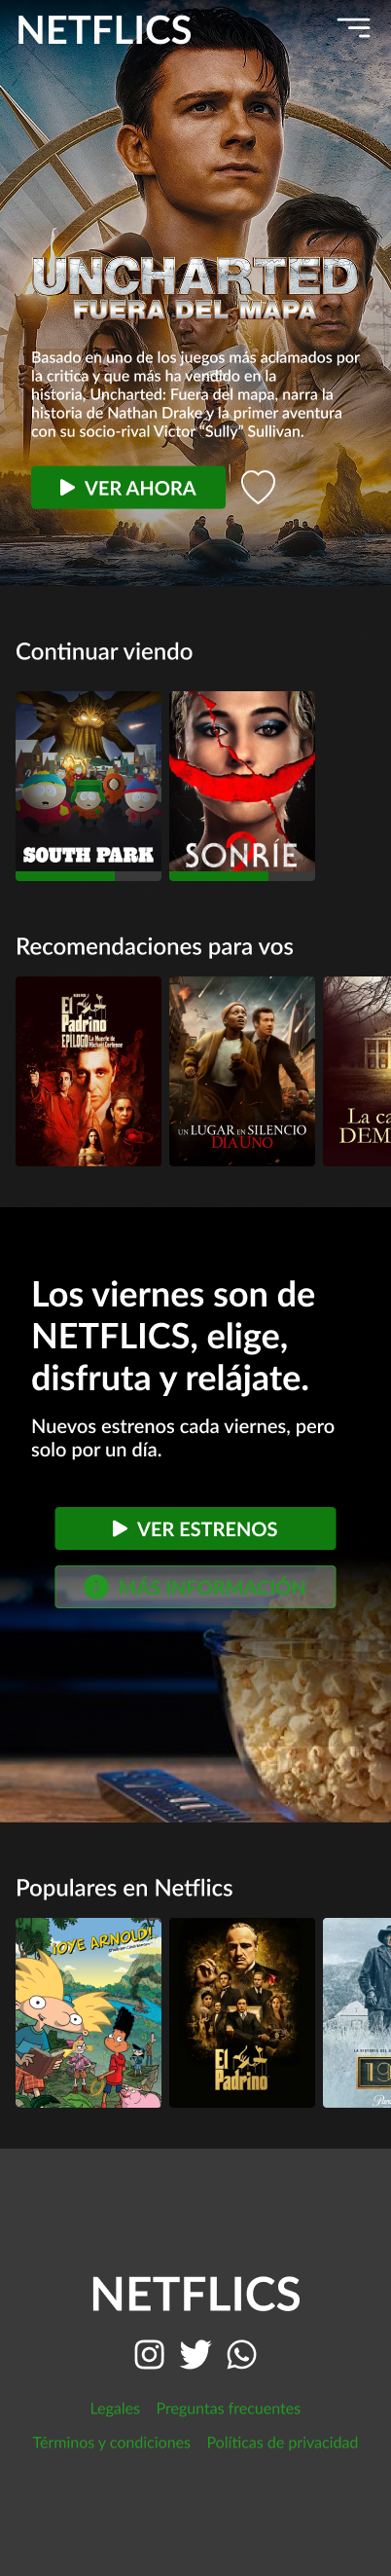 NETFLICS
UNCHARTED
FUERA DEL MAPA
Basado en uno de los juegos más aclamados por
la critica y que más ha vendido en la
historia, Uncharted: Fuera del mapa, narra la
historia de Nathan Drake y la primer aventura
con su socio-rival Victor “Sully” Sullivan.
VER AHORA
Continuar viendo
SOUTH PARK
SONRÍE
2
Recomendaciones para vos
El
Padrino
EPÍLOGO La Muerte de
Michael Corleone
UN LUGAR EN SILENCIO
DÍA UNO
La ca
DEM
Los viernes son de
NETFLICS, elige,
disfruta y relájate.
Nuevos estrenos cada viernes, pero
solo por un día.
VER ESTRENOS
MÁS INFORMACIÓN
Populares en Netflics
¡OYE ARNOLD!
El
Padrino
19
NETFLICS
Legales Preguntas frecuentes
Términos y condiciones Políticas de privacidad